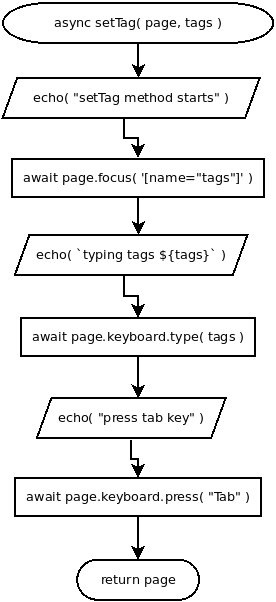 async setTag( page, tags )
echo( "setTag method starts" )
await page.focus( '[name="tags"]' )
echo( `typing tags ${tags}` )
await page.keyboard.type( tags )
echo( "press tab key" )
await page.keyboard.press( "Tab" )
return page